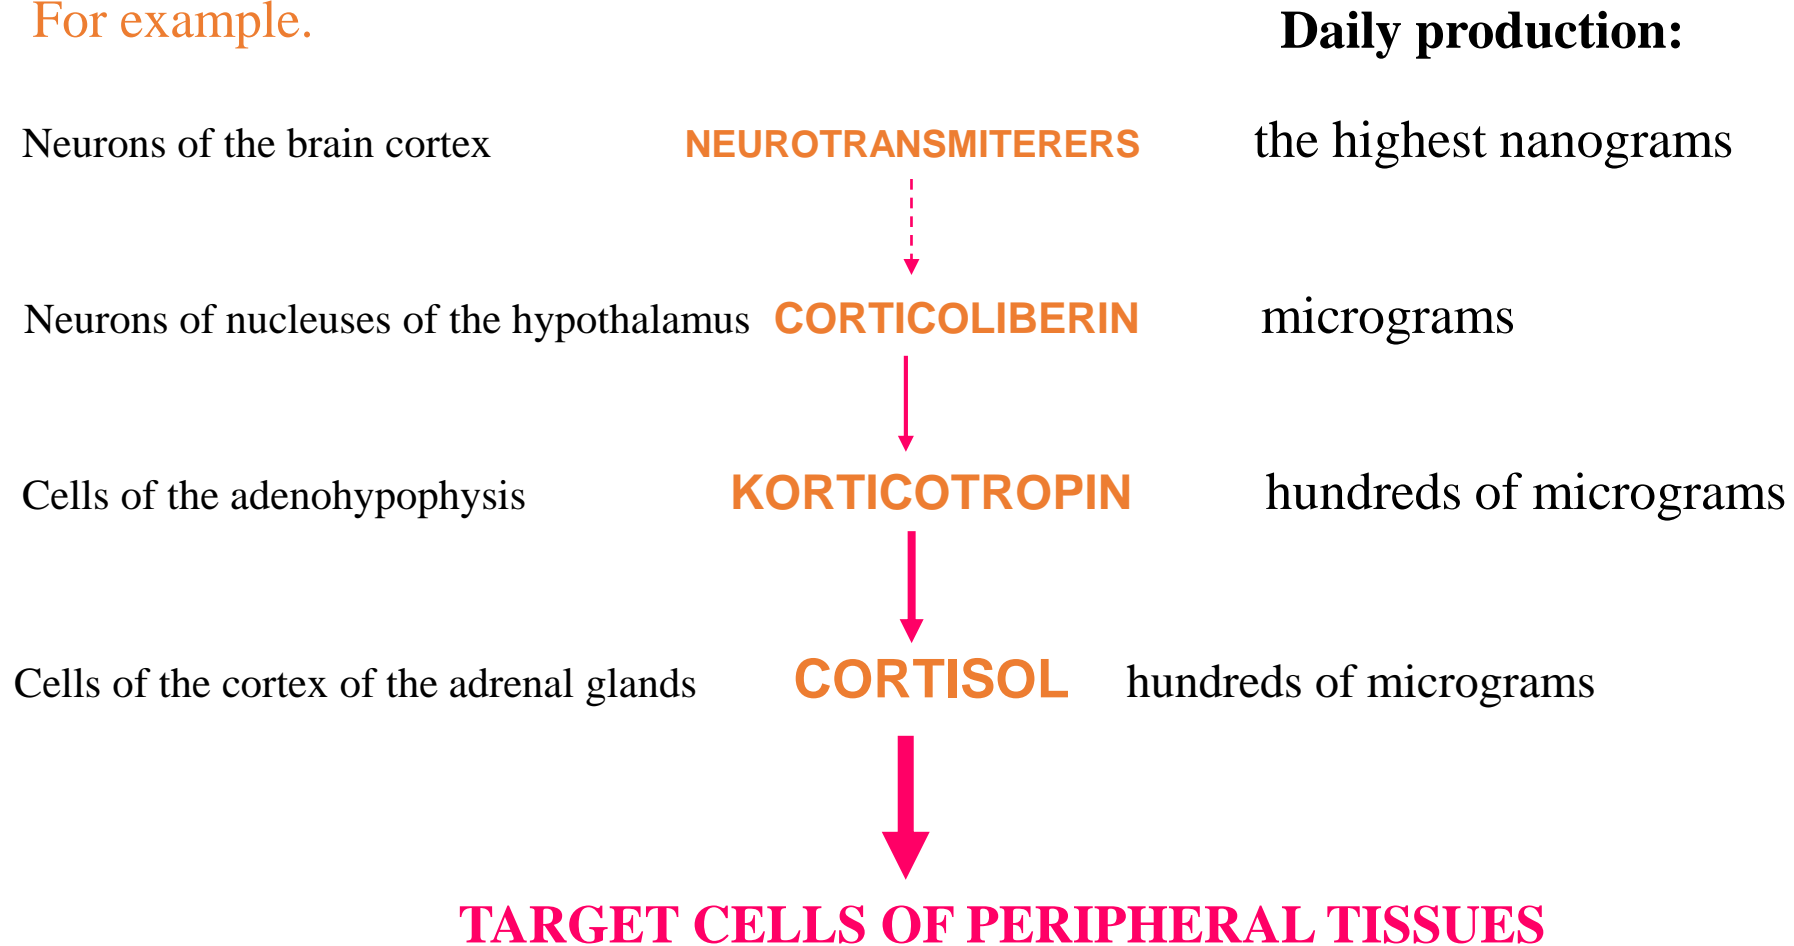 For example.
Daily production:
Neurons of the brain cortex NEUROTRANSMITERERS the highest nanograms
Neurons of nucleuses of the hypothalamus CORTICOLIBERIN micrograms
Cells of the adenohypophysis KORTICOTROPIN hundreds of micrograms
Cells of the cortex of the adrenal glands CORTISOL hundreds of micrograms
TARGET CELLS OF PERIPHERAL TISSUES